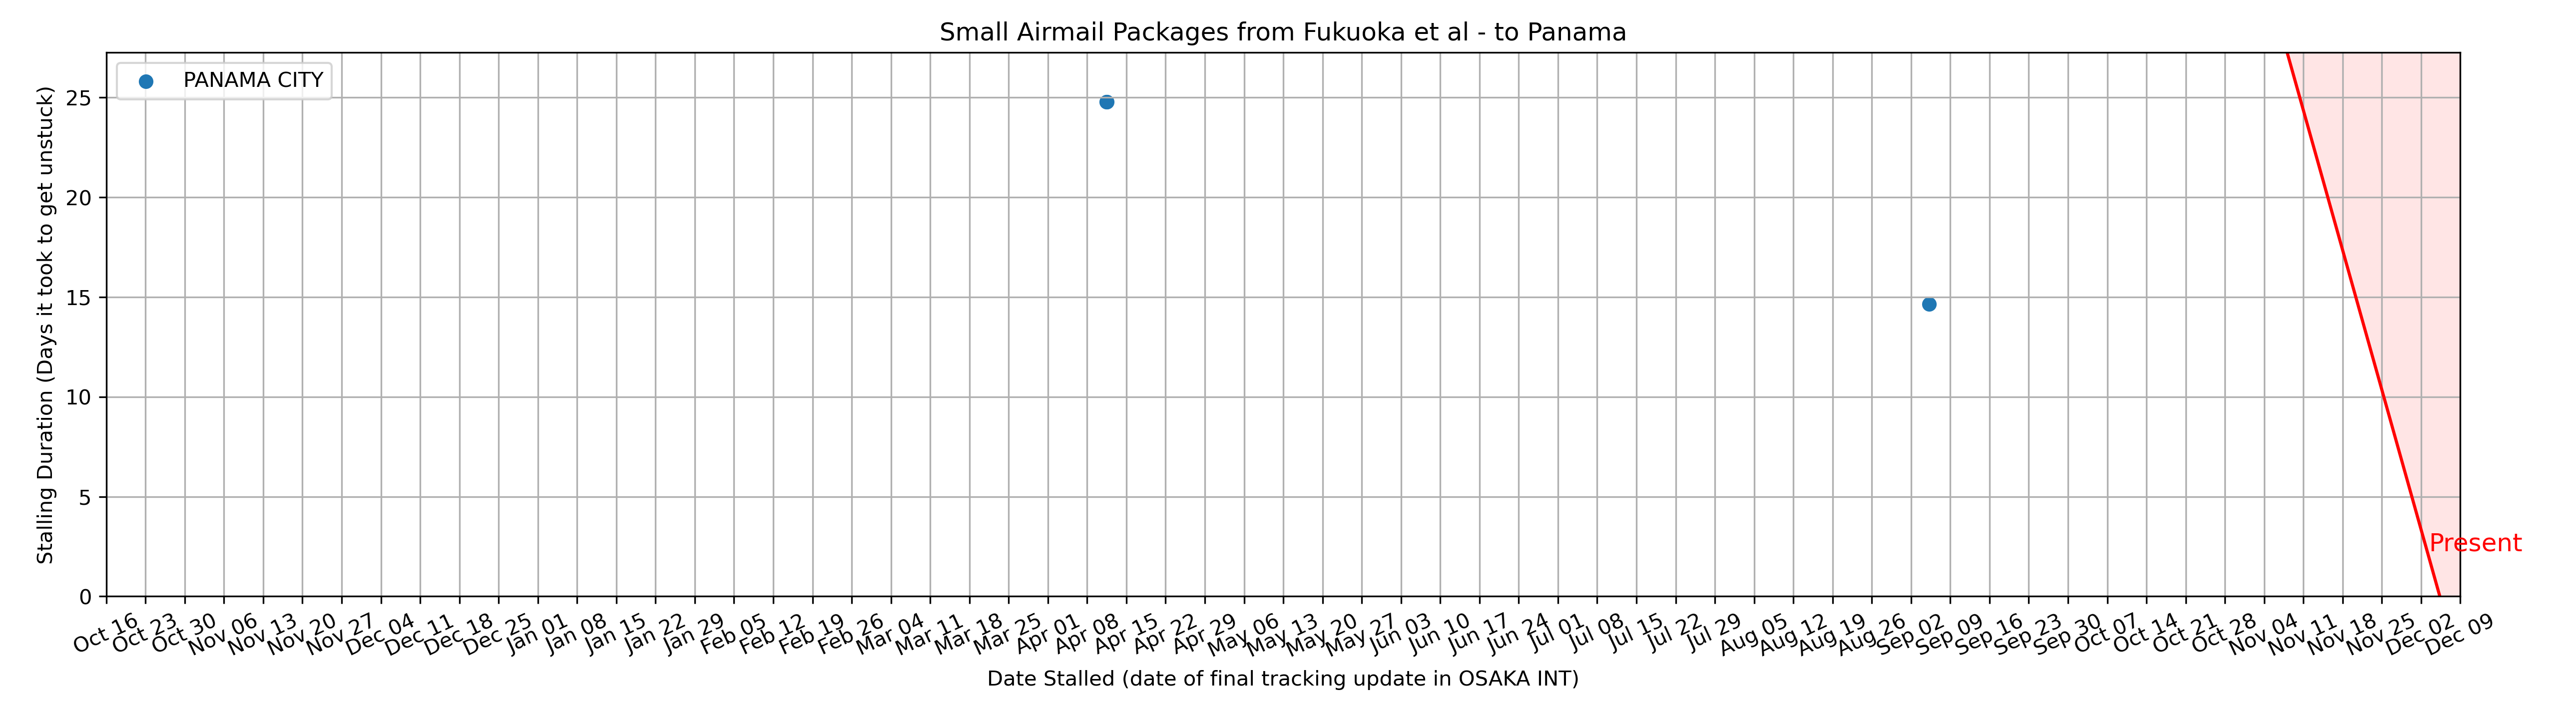 Small Airmail Packages from Fukuoka et al - to Panama
PANAMA CITY
Stalling Duration (Days it took to get unstuck)
25
20
15
10
5
0
Present
Oct 16
Oct 23
Oct 30
Nov 06
Nov 13
Nov 20
Nov 27
Dec 04
Dec 11
Dec 18
Dec 25
Jan 01
Jan 08
Jan 15
Jan 22
Jan 29
Feb 05
Feb 12
Feb 19
Feb 26
Mar 04
Mar 11
Mar 18
Mar 25
Apr 01
Apr 08
Apr 15
Apr 22
Apr 29
May 06
May 13
May 20
May 27
Jun 03
Jun 10
Jun 17
Jun 24
Jul 01
Jul 08
Jul 15
Jul 22
Jul 29
Aug 05
Aug 12
Aug 19
Aug 26
Sep 02
Sep 09
Sep 16
Sep 23
Sep 30
Oct 07
Oct 14
Oct 21
Oct 28
Nov 04
Nov 11
Nov 18
Nov 25
Dec 02
Dec 09
Date Stalled (date of final tracking update in OSAKA INT)